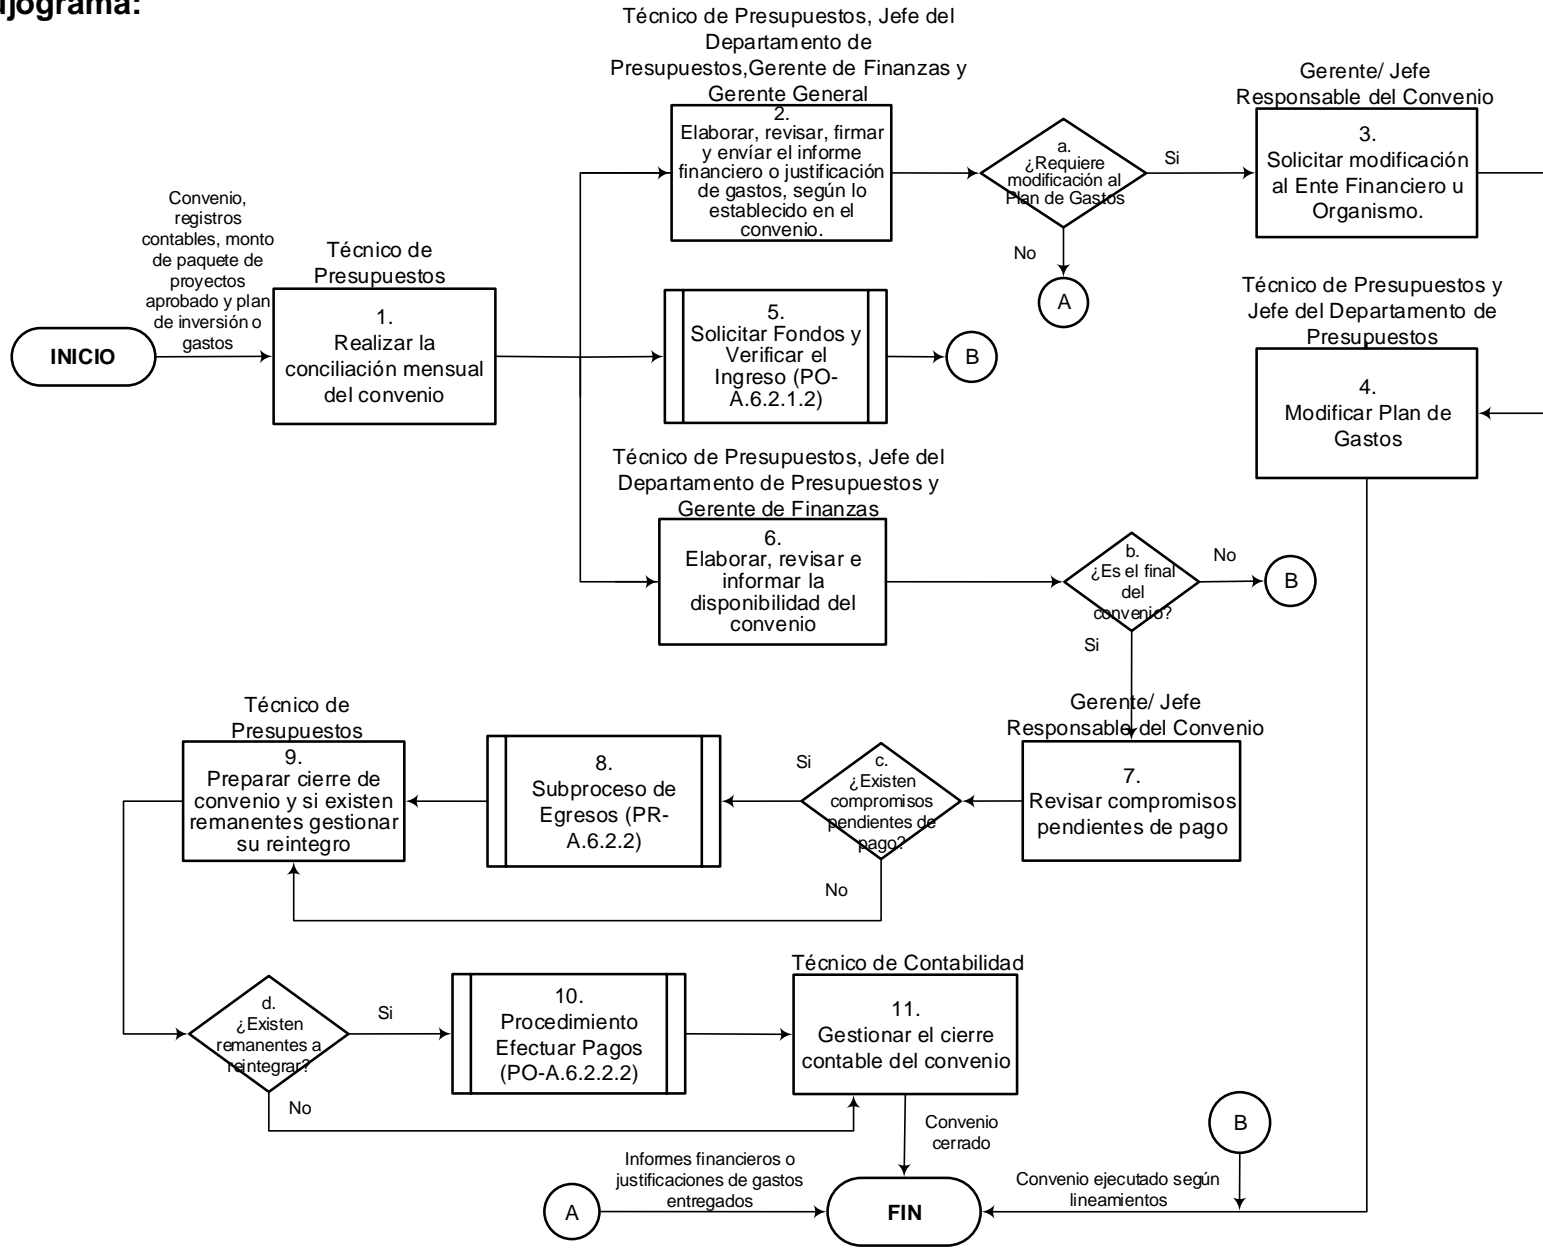 ujograma:
Técnico de Presupuestos, Jefe del
Departamento de
Presupuestos,Gerente de Finanzas y
Gerente General
2.
Elaborar, revisar, firmar
y envíar el informe
financiero o justificación
de gastos, según lo
establecido en el
convenio.
a.
¿Requiere
modificación al
Plan de Gastos
Si
No
A
Gerente/ Jefe
Responsable del Convenio
3.
Solicitar modificación
al Ente Financiero u
Organismo.
Convenio,
registros
contables, monto
de paquete de
proyectos
aprobado y plan
de inversión o
gastos
INICIO
Técnico de
Presupuestos
1.
Realizar la
conciliación mensual
del convenio
5.
Solicitar Fondos y
Verificar el
Ingreso (PO-
A.6.2.1.2)
B
Técnico de Presupuestos y
Jefe del Departamento de
Presupuestos
4.
Modificar Plan de
Gastos
Técnico de Presupuestos, Jefe del
Departamento de Presupuestos y
Gerente de Finanzas
6.
Elaborar, revisar e
informar la
disponibilidad del
convenio
b.
¿Es el final
del
convenio?
No
B
Si
Gerente/ Jefe
Responsable del Convenio
7.
Revisar compromisos
pendientes de pago
c.
¿Existen
compromisos
pendientes de
pago?
Si
No
8.
Subproceso de
Egresos (PR-
A.6.2.2)
Técnico de
Presupuestos
9.
Preparar cierre de
convenio y si existen
remanentes gestionar
su reintegro
d.
¿Existen
remanentes a
reintegrar?
Si
No
10.
Procedimiento
Efectuar Pagos
(PO-A.6.2.2.2)
Técnico de Contabilidad
11.
Gestionar el cierre
contable del convenio
Convenio
cerrado
B
A
Informes financieros o
justificaciones de gastos
entregados
FIN
Convenio ejecutado según
lineamientos